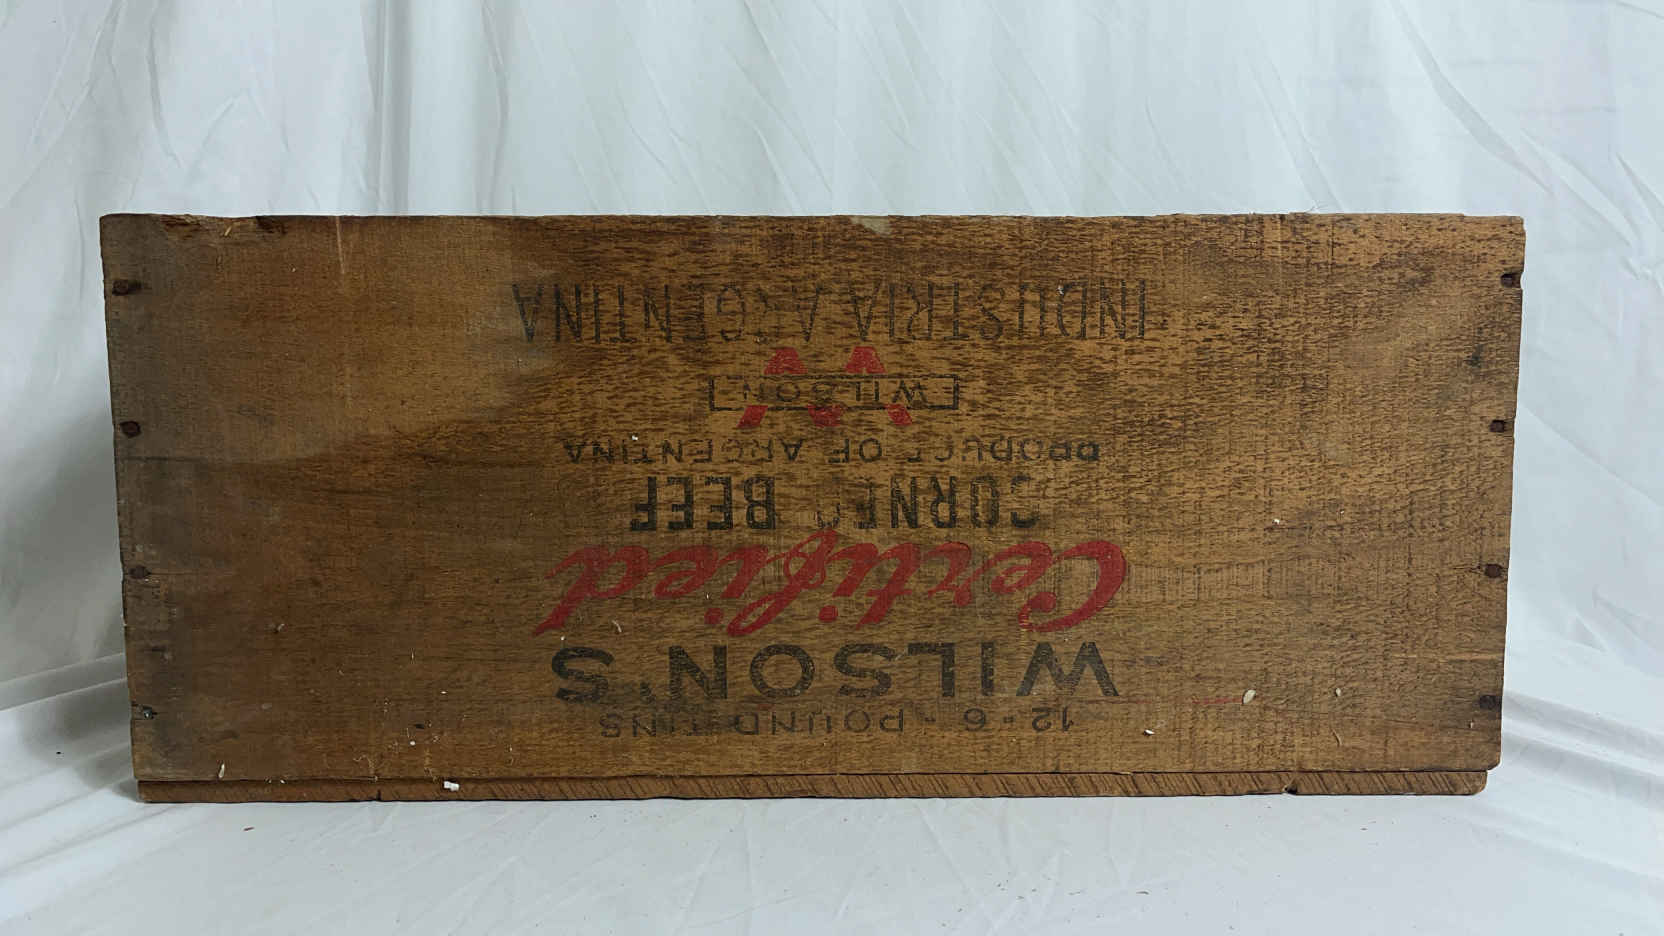 12-6-POUND TINS
WILSON'S
Certified
CORNED BEEF
PRODUCT OF ARGENTINA
WILSON
INDUSTRIA ARGENTINA